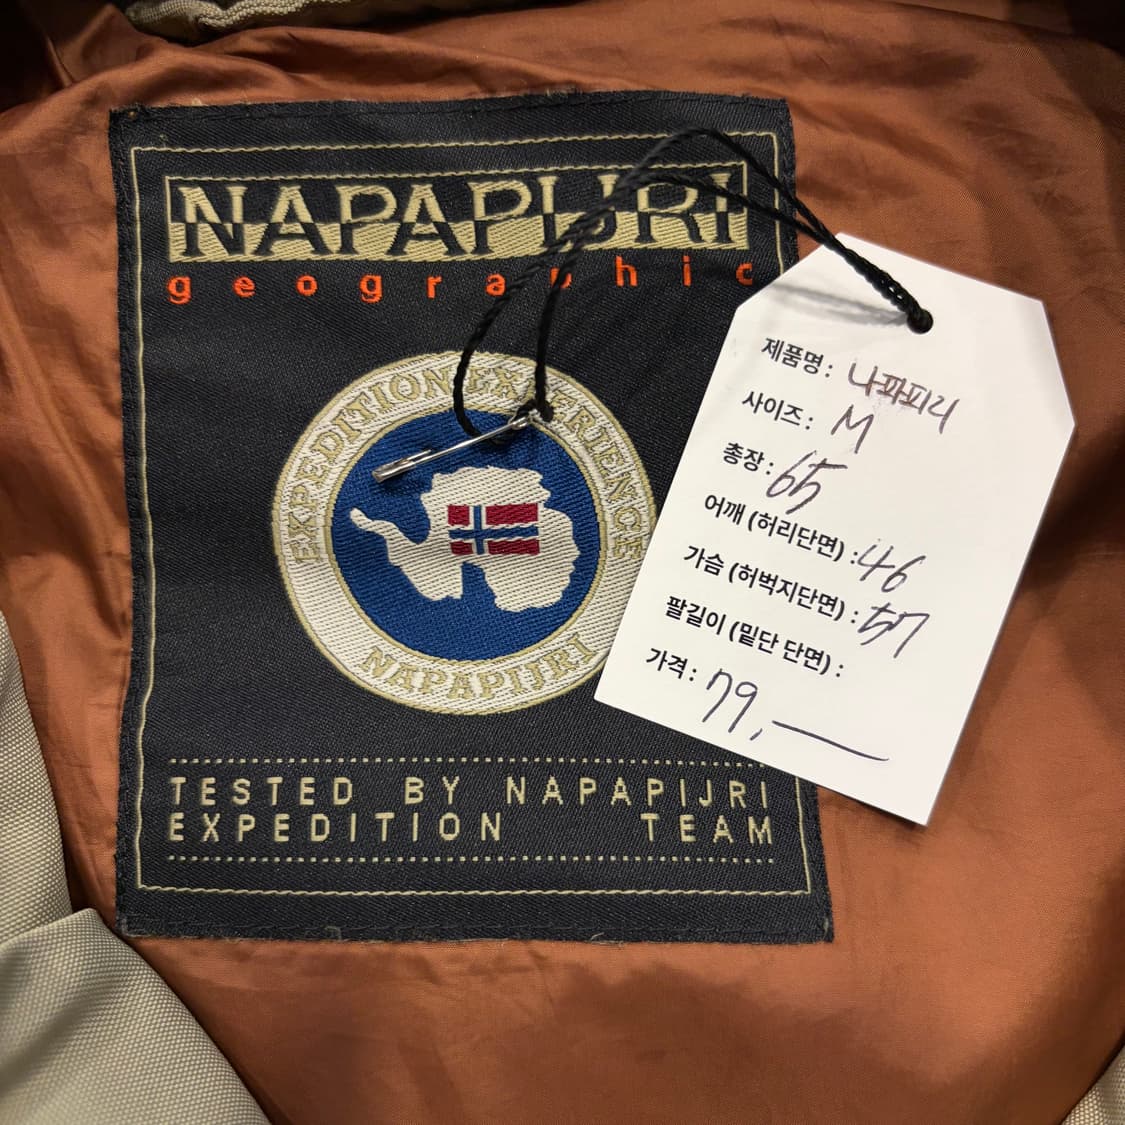 NAPAPIJRI
geographic
EXPEDITION EXPERIENCE
NAPAPIJRI
TESTED BY NAPAPIJRI
EXPEDITION TEAM
제품명 : 나파피리
사이즈 : M
총장 : 65
어깨 (허리단면) : 46
가슴 (허벅지단면) : 57
팔길이 (밑단 단면) :
가격 : 79,—